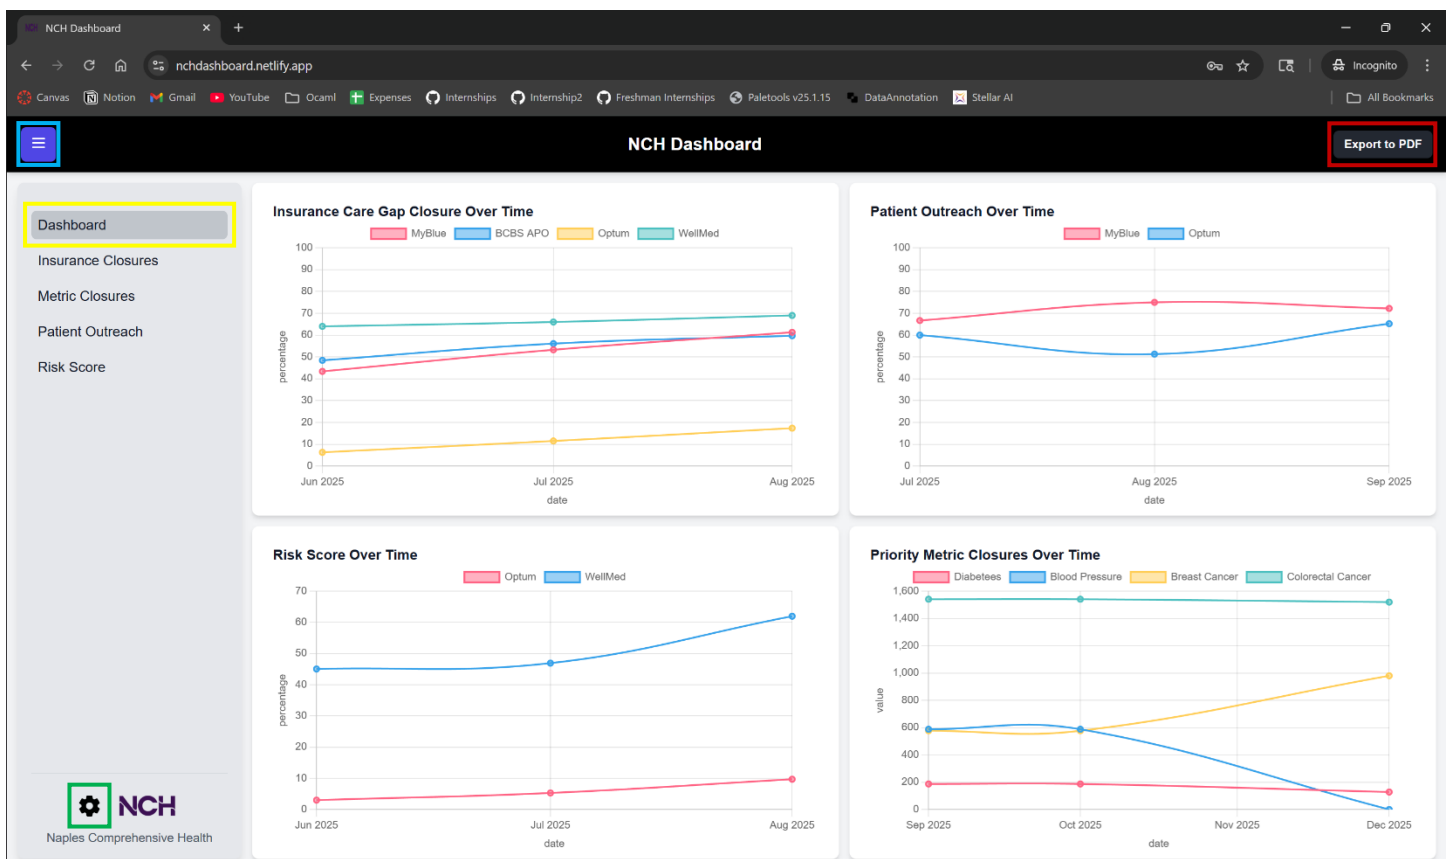 NCH Dashboard
nchdashboard.netlify.app
Incognito
Canvas Notion Gmail YouTube Ocaml Expenses Internships Internship2 Freshman Internships Paletools v25.1.15 DataAnnotation Stellar AI All Bookmarks
NCH Dashboard
Export to PDF
Dashboard
Insurance Closures
Metric Closures
Patient Outreach
Risk Score
NCH
Naples Comprehensive Health
Insurance Care Gap Closure Over Time
MyBlue BCBS APO Optum WellMed
100
90
80
70
60
50
40
30
20
10
0
percentage
Jun 2025 Jul 2025 Aug 2025
date
Patient Outreach Over Time
MyBlue Optum
100
90
80
70
60
50
40
30
20
10
0
percentage
Jul 2025 Aug 2025 Sep 2025
date
Risk Score Over Time
Optum WellMed
70
60
50
40
30
20
10
0
percentage
Jun 2025 Jul 2025 Aug 2025
date
Priority Metric Closures Over Time
Diabetees Blood Pressure Breast Cancer Colorectal Cancer
1,600
1,400
1,200
1,000
800
600
400
200
0
value
Sep 2025 Oct 2025 Nov 2025 Dec 2025
date